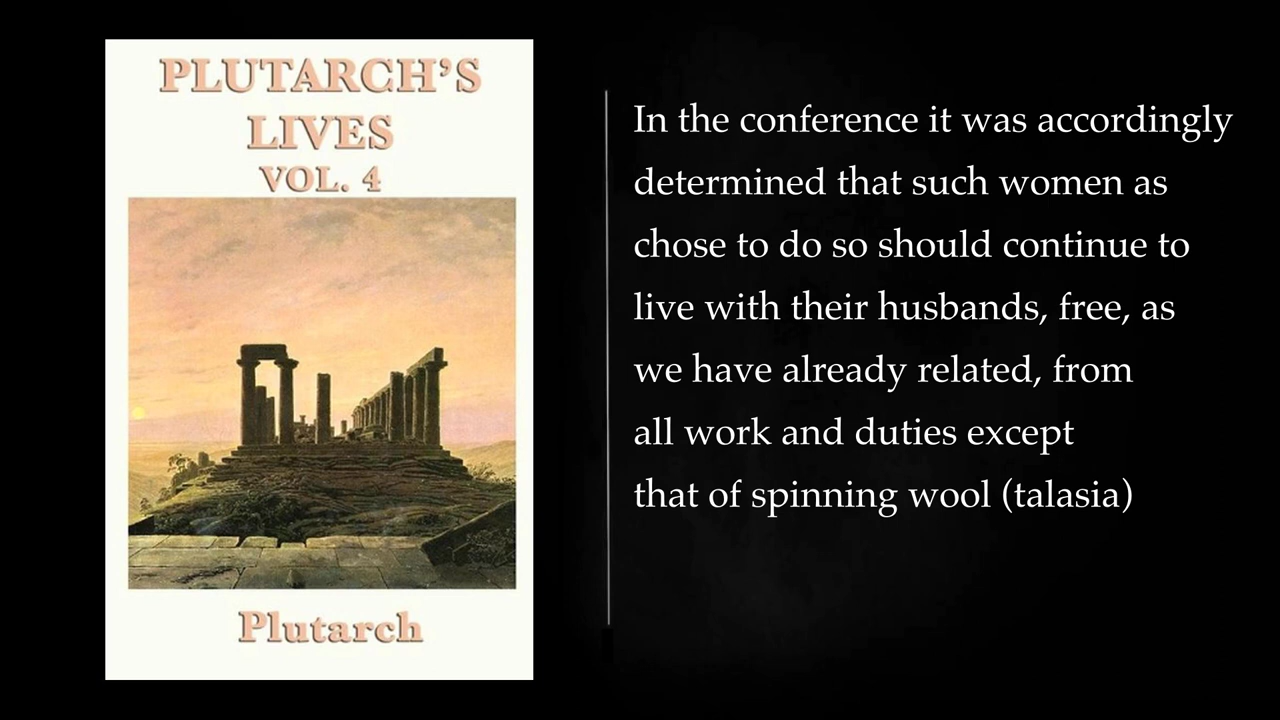 PLUTARCH'S
LIVES
VOL. 4
Plutarch
In the conference it was accordingly
determined that such women as
chose to do so should continue to
live with their husbands, free, as
we have already related, from
all work and duties except
that of spinning wool (talasia)